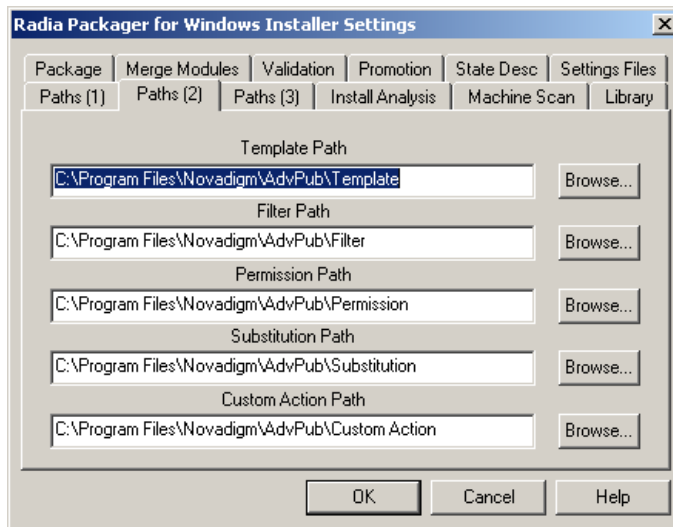 Radia Packager for Windows Installer Settings
Package Merge Modules Validation Promotion State Desc Settings Files
Paths (1) Paths (2) Paths (3) Install Analysis Machine Scan Library
Template Path
C:\Program Files\Novadigm\AdvPub\Template Browse...
Filter Path
C:\Program Files\Novadigm\AdvPub\Filter Browse...
Permission Path
C:\Program Files\Novadigm\AdvPub\Permission Browse...
Substitution Path
C:\Program Files\Novadigm\AdvPub\Substitution Browse...
Custom Action Path
C:\Program Files\Novadigm\AdvPub\Custom Action Browse...
OK Cancel Help